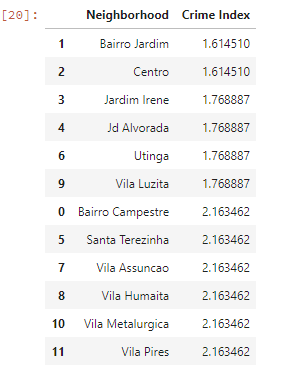 [20]:
Neighborhood Crime Index
1 Bairro Jardim 1.614510
2 Centro 1.614510
3 Jardim Irene 1.768887
4 Jd Alvorada 1.768887
6 Utinga 1.768887
9 Vila Luzita 1.768887
0 Bairro Campestre 2.163462
5 Santa Terezinha 2.163462
7 Vila Assuncao 2.163462
8 Vila Humaita 2.163462
10 Vila Metalurgica 2.163462
11 Vila Pires 2.163462